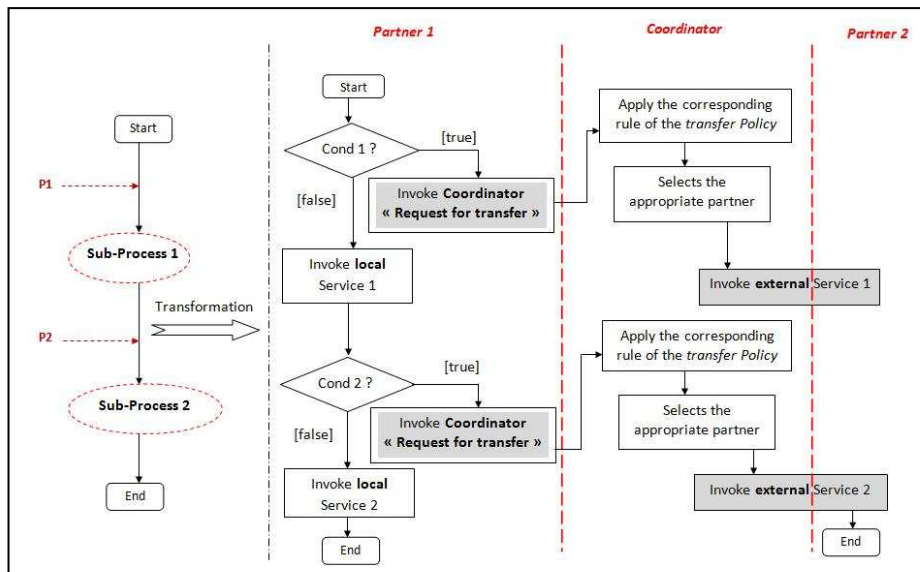 Partner 1
Coordinator
Partner 2
Start
P1
Sub-Process 1
P2
Sub-Process 2
End
Transformation
Start
Cond 1 ?
[true]
[false]
Invoke Coordinator
« Request for transfer »
Invoke local
Service 1
Cond 2 ?
[true]
[false]
Invoke Coordinator
« Request for transfer »
Invoke local
Service 2
End
Apply the corresponding
rule of the transfer Policy
Selects the
appropriate partner
Invoke external Service 1
Apply the corresponding
rule of the transfer Policy
Selects the
appropriate partner
Invoke external Service 2
End